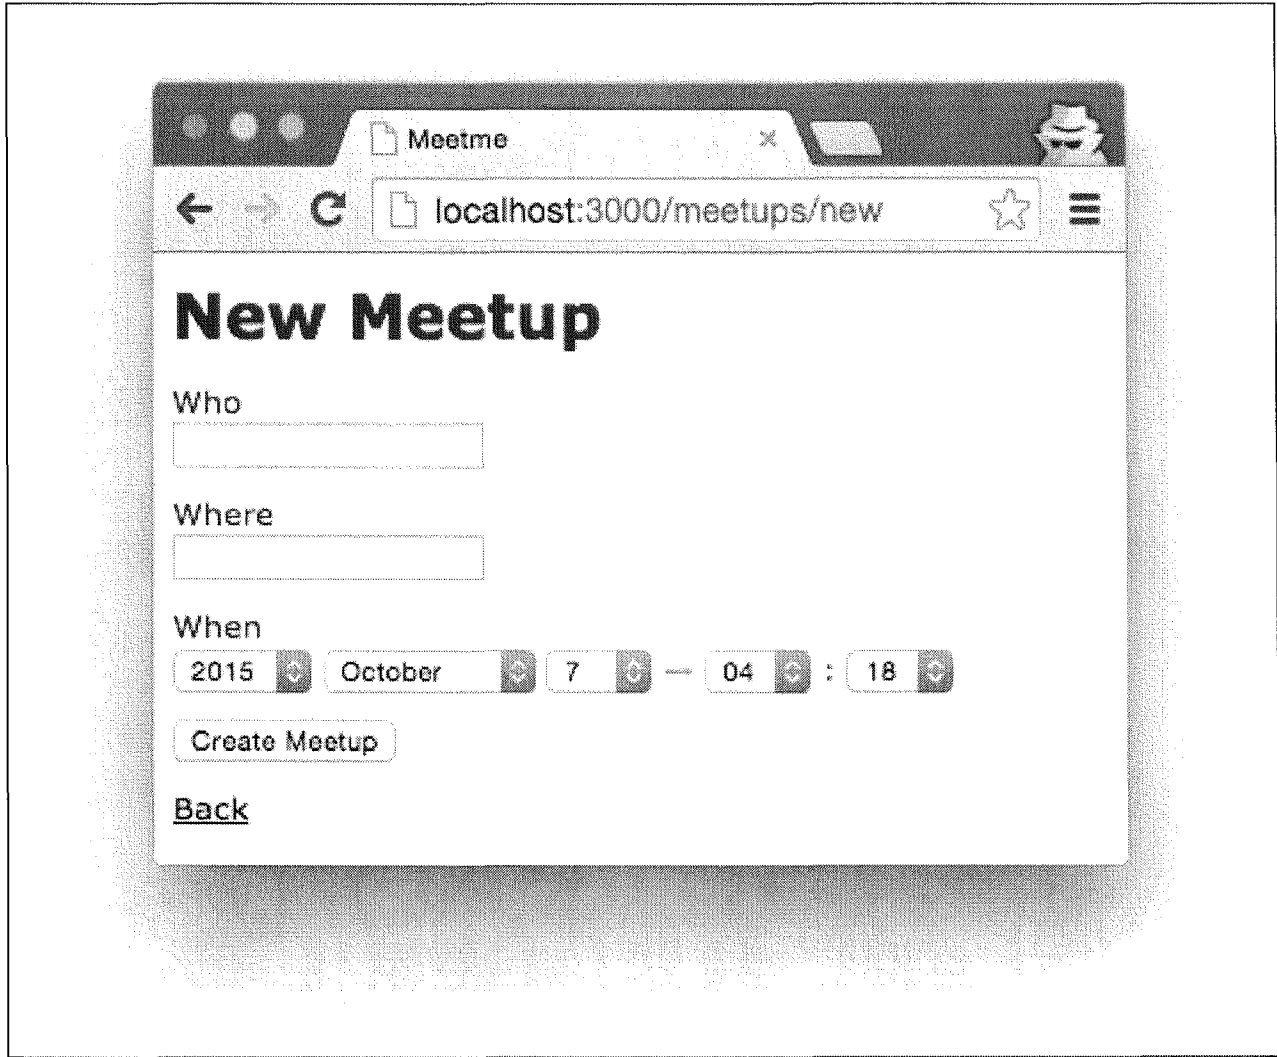 Meetme
localhost:3000/meetups/new
New Meetup
Who
Where
When
2015 October 7 — 04 : 18
Create Meetup
Back